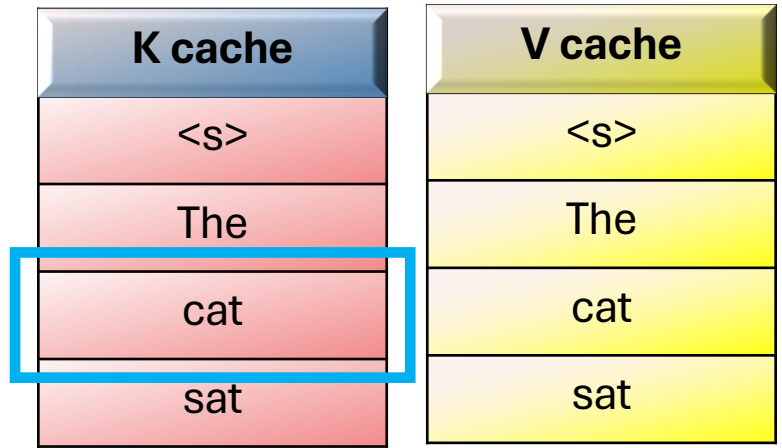 K cache
<s>
The
cat
sat
V cache
<s>
The
cat
sat